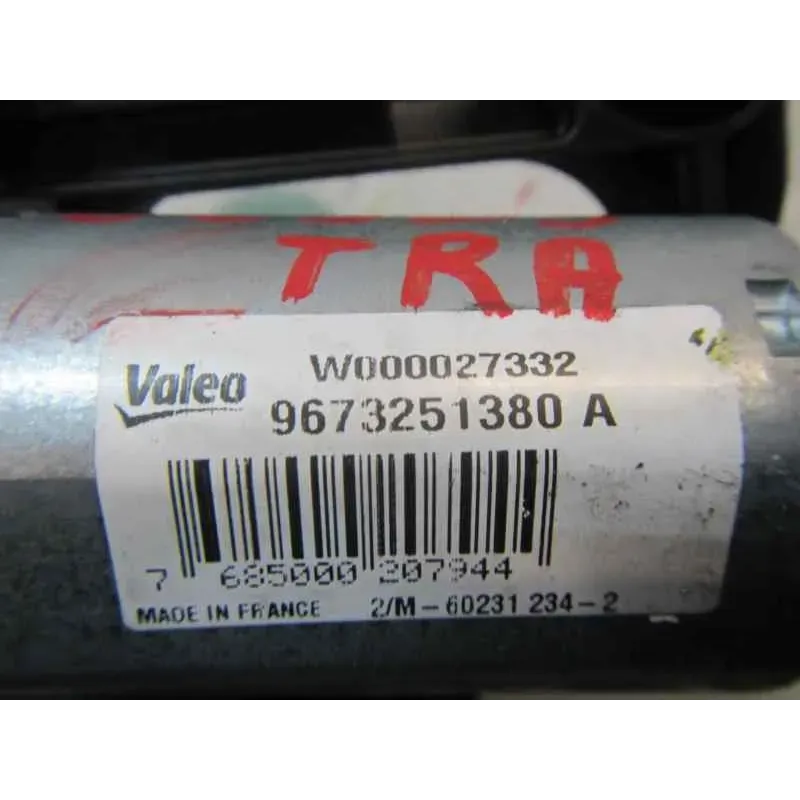 TRA
Valeo
W000027332
9673251380 A
7 685000 207944
MADE IN FRANCE 2/M-60231 234-2